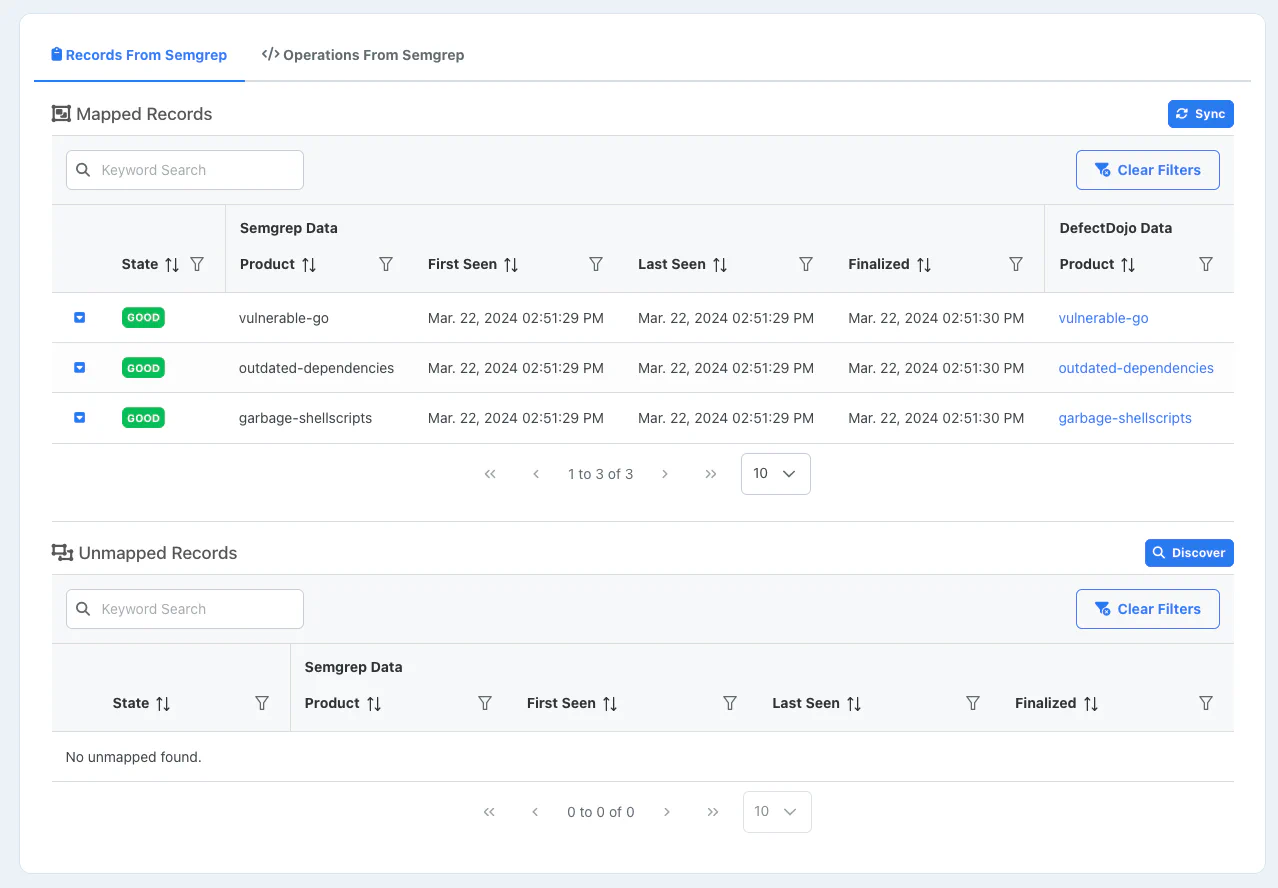 Records From Semgrep </> Operations From Semgrep
Mapped Records Sync
Keyword Search Clear Filters
Semgrep Data DefectDojo Data
State Product First Seen Last Seen Finalized Product
GOOD vulnerable-go Mar. 22, 2024 02:51:29 PM Mar. 22, 2024 02:51:29 PM Mar. 22, 2024 02:51:30 PM vulnerable-go
GOOD outdated-dependencies Mar. 22, 2024 02:51:29 PM Mar. 22, 2024 02:51:29 PM Mar. 22, 2024 02:51:30 PM outdated-dependencies
GOOD garbage-shellscripts Mar. 22, 2024 02:51:29 PM Mar. 22, 2024 02:51:29 PM Mar. 22, 2024 02:51:30 PM garbage-shellscripts
1 to 3 of 3 10
Unmapped Records Discover
Keyword Search Clear Filters
Semgrep Data
State Product First Seen Last Seen Finalized
No unmapped found.
0 to 0 of 0 10